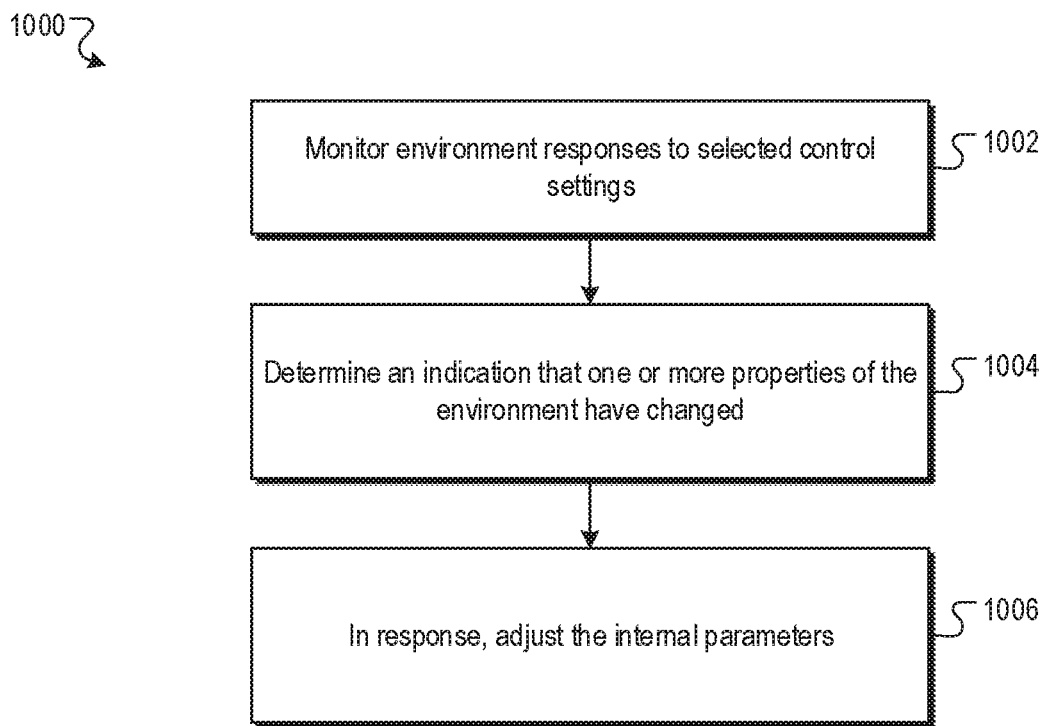 1000
Monitor environment responses to selected control
settings
1002
Determine an indication that one or more properties of the
environment have changed
1004
In response, adjust the internal parameters
1006